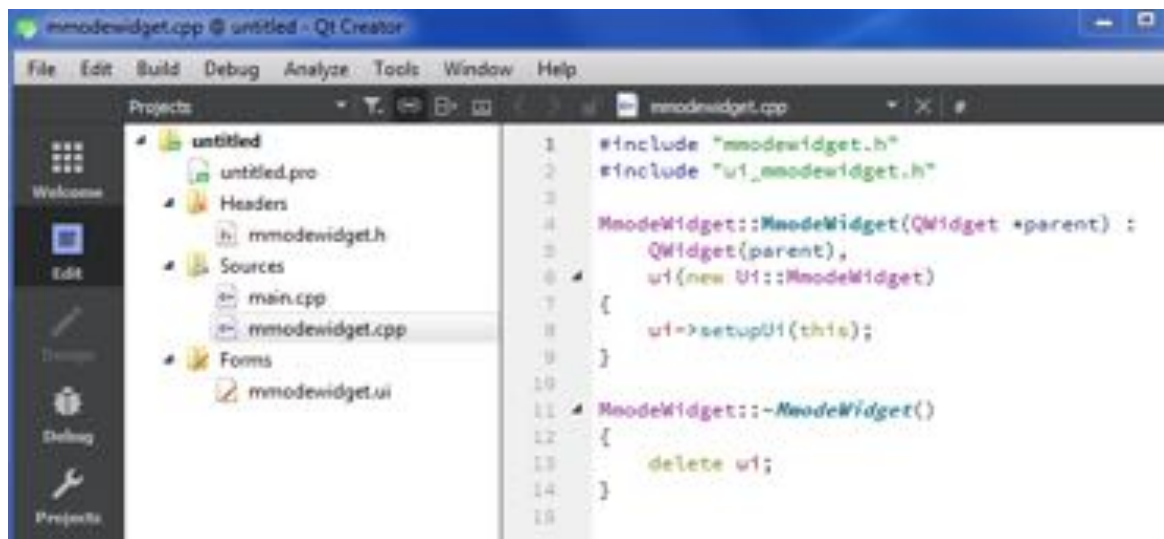 mmodewidget.cpp @ untitled - Qt Creator
File Edit Build Debug Analyze Tools Window Help
Projects
mmodewidget.cpp
#
Welcome
Edit
Design
Debug
Projects
untitled
untitled.pro
Headers
mmodewidget.h
Sources
main.cpp
mmodewidget.cpp
Forms
mmodewidget.ui
1 #include "mmodewidget.h"
2 #include "ui_mmodewidget.h"
3
4 MmodeWidget::MmodeWidget(QWidget *parent) :
5 QWidget(parent),
6 ui(new Ui::MmodeWidget)
7 {
8 ui->setupUi(this);
9 }
10
11 MmodeWidget::~MmodeWidget()
12 {
13 delete ui;
14 }
15